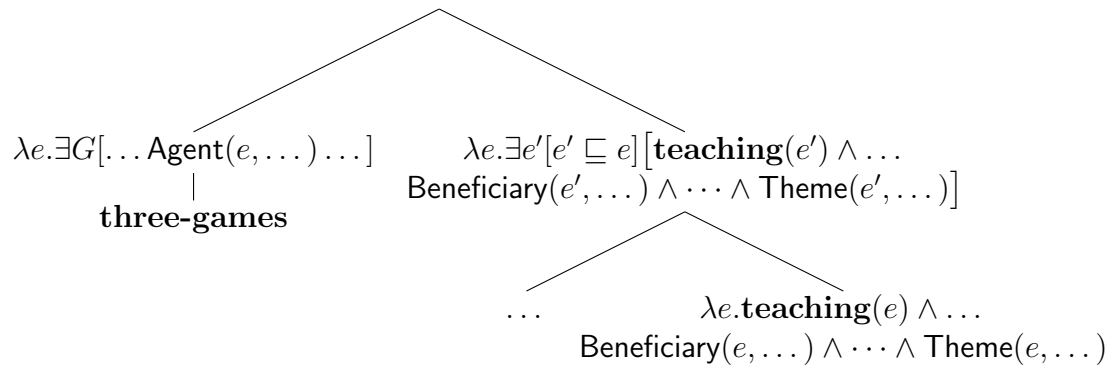 λe.∃G[…Agent(e,…)…]
three-games
λe.∃e′[e′ ⊑ e][teaching(e′) ∧ …
Beneficiary(e′,…) ∧ ⋯ ∧ Theme(e′,…)]
…
λe.teaching(e) ∧ …
Beneficiary(e,…) ∧ ⋯ ∧ Theme(e,…)